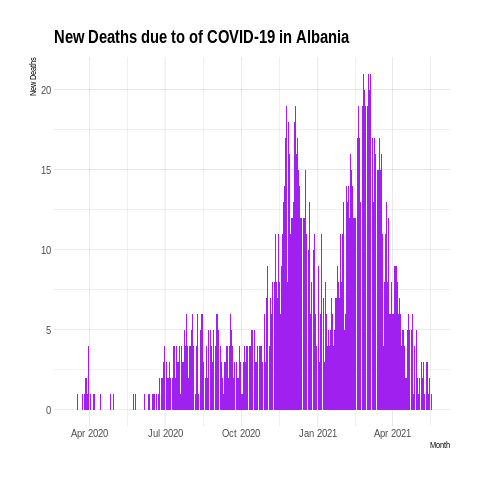 New Deaths due to of COVID-19 in Albania
New Deaths
20
15
10
5
0
Apr 2020 Jul 2020 Oct 2020 Jan 2021 Apr 2021
Month